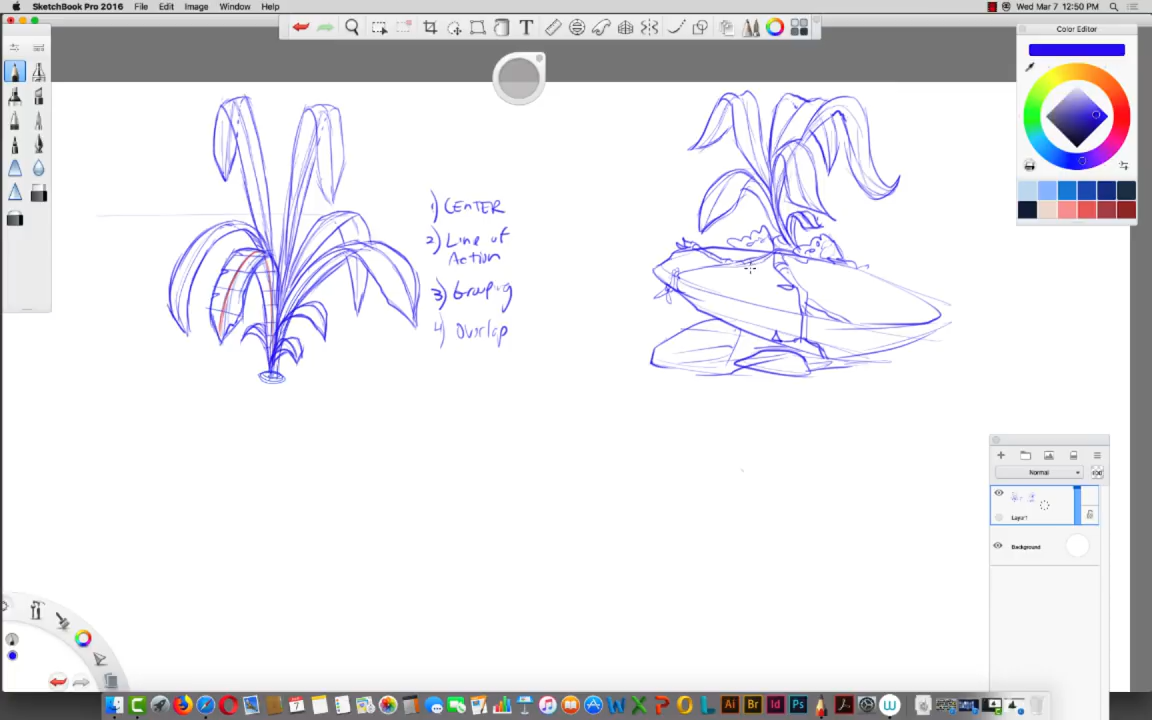 SketchBook Pro 2016 File Edit Image Window Help
Wed Mar 7 12:50 PM
T
Color Editor
1) CENTER
2) Line of
Action
3) Grouping
4) Overlap
Normal
Layer1
Background